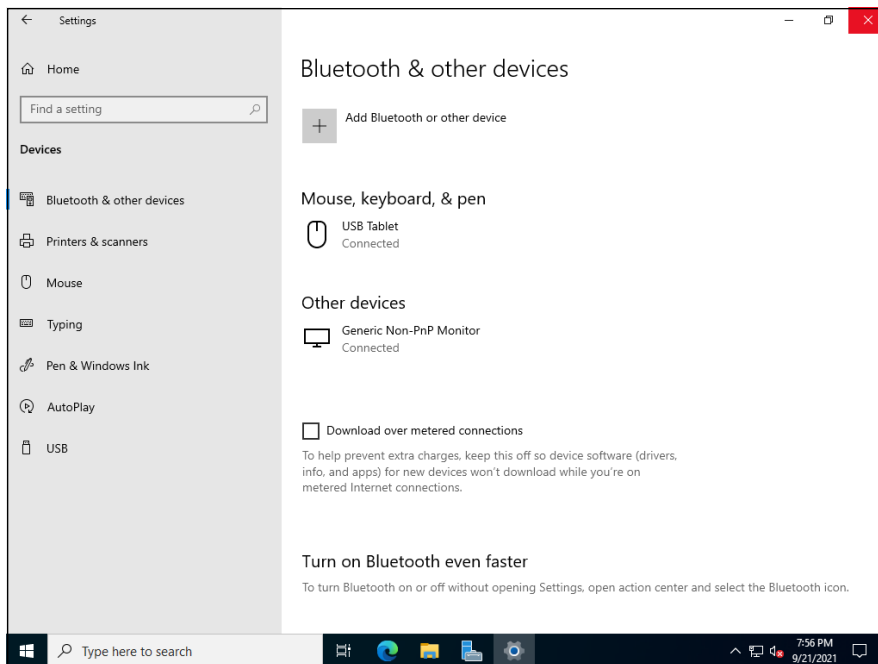 Settings
Home
Find a setting
Devices
Bluetooth & other devices
Printers & scanners
Mouse
Typing
Pen & Windows Ink
AutoPlay
USB
Bluetooth & other devices
Add Bluetooth or other device
Mouse, keyboard, & pen
USB Tablet
Connected
Other devices
Generic Non-PnP Monitor
Connected
Download over metered connections
To help prevent extra charges, keep this off so device software (drivers,
info, and apps) for new devices won't download while you're on
metered Internet connections.
Turn on Bluetooth even faster
To turn Bluetooth on or off without opening Settings, open action center and select the Bluetooth icon.
Type here to search
7:56 PM
9/21/2021